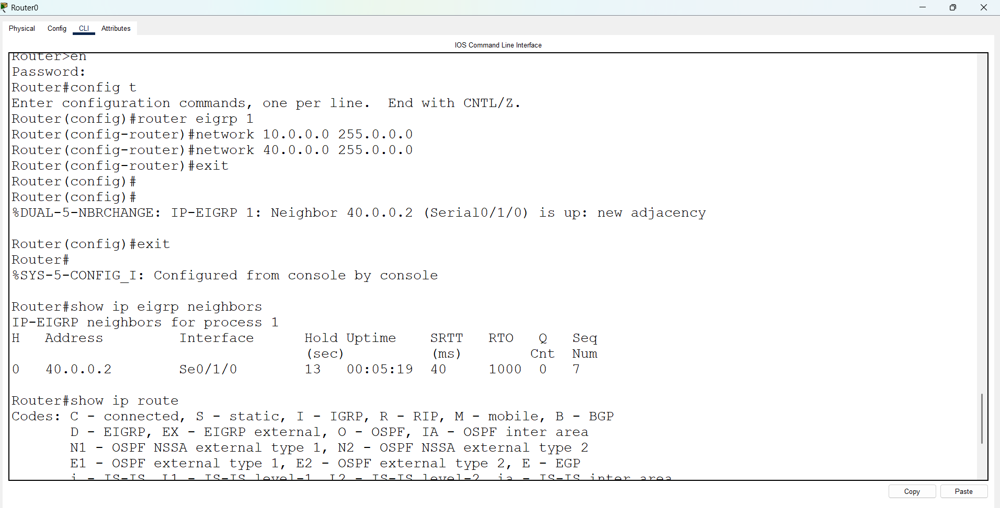 Router0
Physical Config CLI Attributes
IOS Command Line Interface
Router>en
Password:
Router#config t
Enter configuration commands, one per line.  End with CNTL/Z.
Router(config)#router eigrp 1
Router(config-router)#network 10.0.0.0 255.0.0.0
Router(config-router)#network 40.0.0.0 255.0.0.0
Router(config-router)#exit
Router(config)#
Router(config)#
%DUAL-5-NBRCHANGE: IP-EIGRP 1: Neighbor 40.0.0.2 (Serial0/1/0) is up: new adjacency
Router(config)#exit
Router#
%SYS-5-CONFIG_I: Configured from console by console
Router#show ip eigrp neighbors
IP-EIGRP neighbors for process 1
H   Address         Interface      Hold Uptime    SRTT   RTO   Q   Seq
(sec)          (ms)        Cnt  Num
0   40.0.0.2        Se0/1/0        13   00:05:19  40     1000  0   7
Router#show ip route
Codes: C - connected, S - static, I - IGRP, R - RIP, M - mobile, B - BGP
D - EIGRP, EX - EIGRP external, O - OSPF, IA - OSPF inter area
N1 - OSPF NSSA external type 1, N2 - OSPF NSSA external type 2
E1 - OSPF external type 1, E2 - OSPF external type 2, E - EGP
i - IS-IS, L1 - IS-IS level-1, L2 - IS-IS level-2, ia - IS-IS inter area
Copy Paste